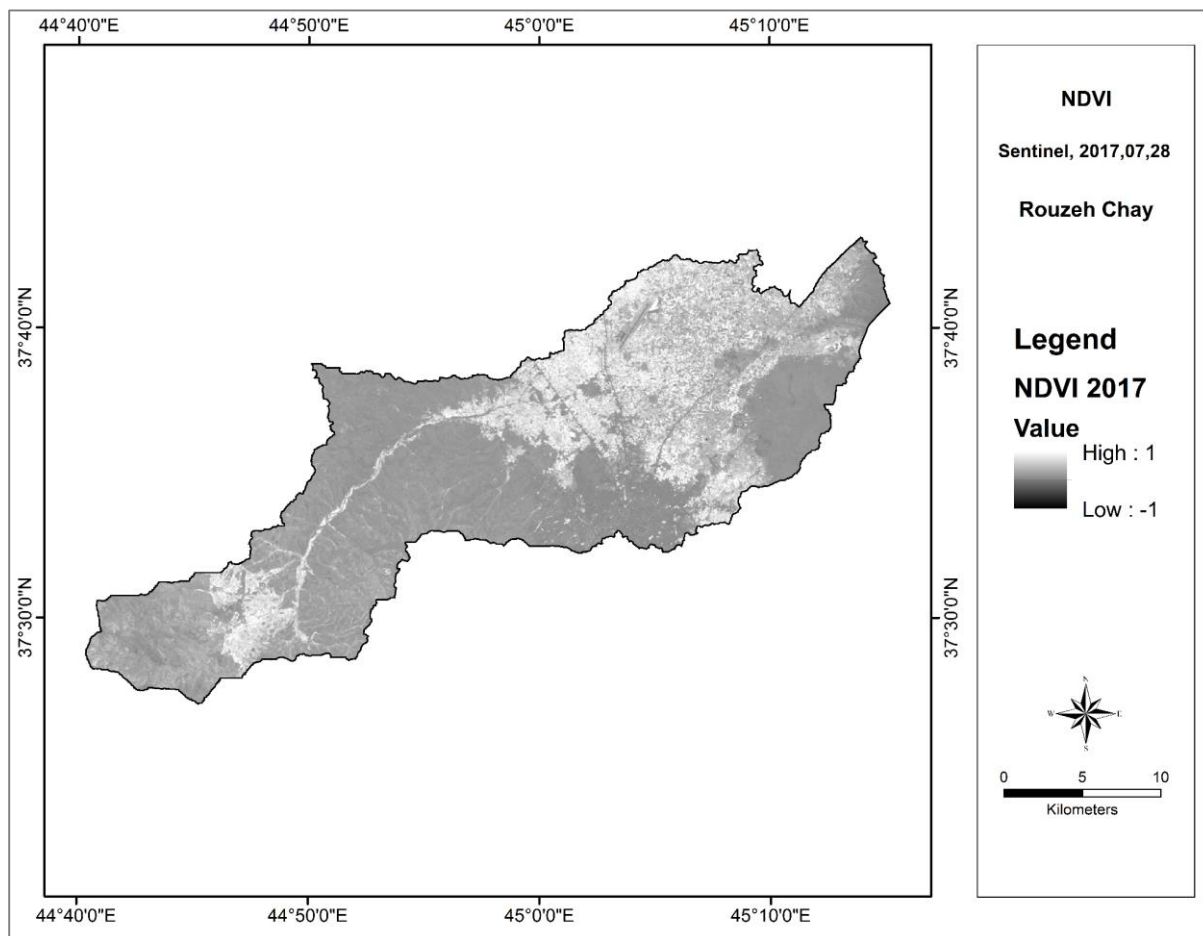 44°40'0"E 44°50'0"E 45°0'0"E 45°10'0"E
37°40'0"N 37°40'0"N
37°30'0"N 37°30'0"N
44°40'0"E 44°50'0"E 45°0'0"E 45°10'0"E
NDVI
Sentinel, 2017,07,28
Rouzeh Chay
Legend
NDVI 2017
Value
High : 1
Low : -1
N
W E
S
0 5 10
Kilometers